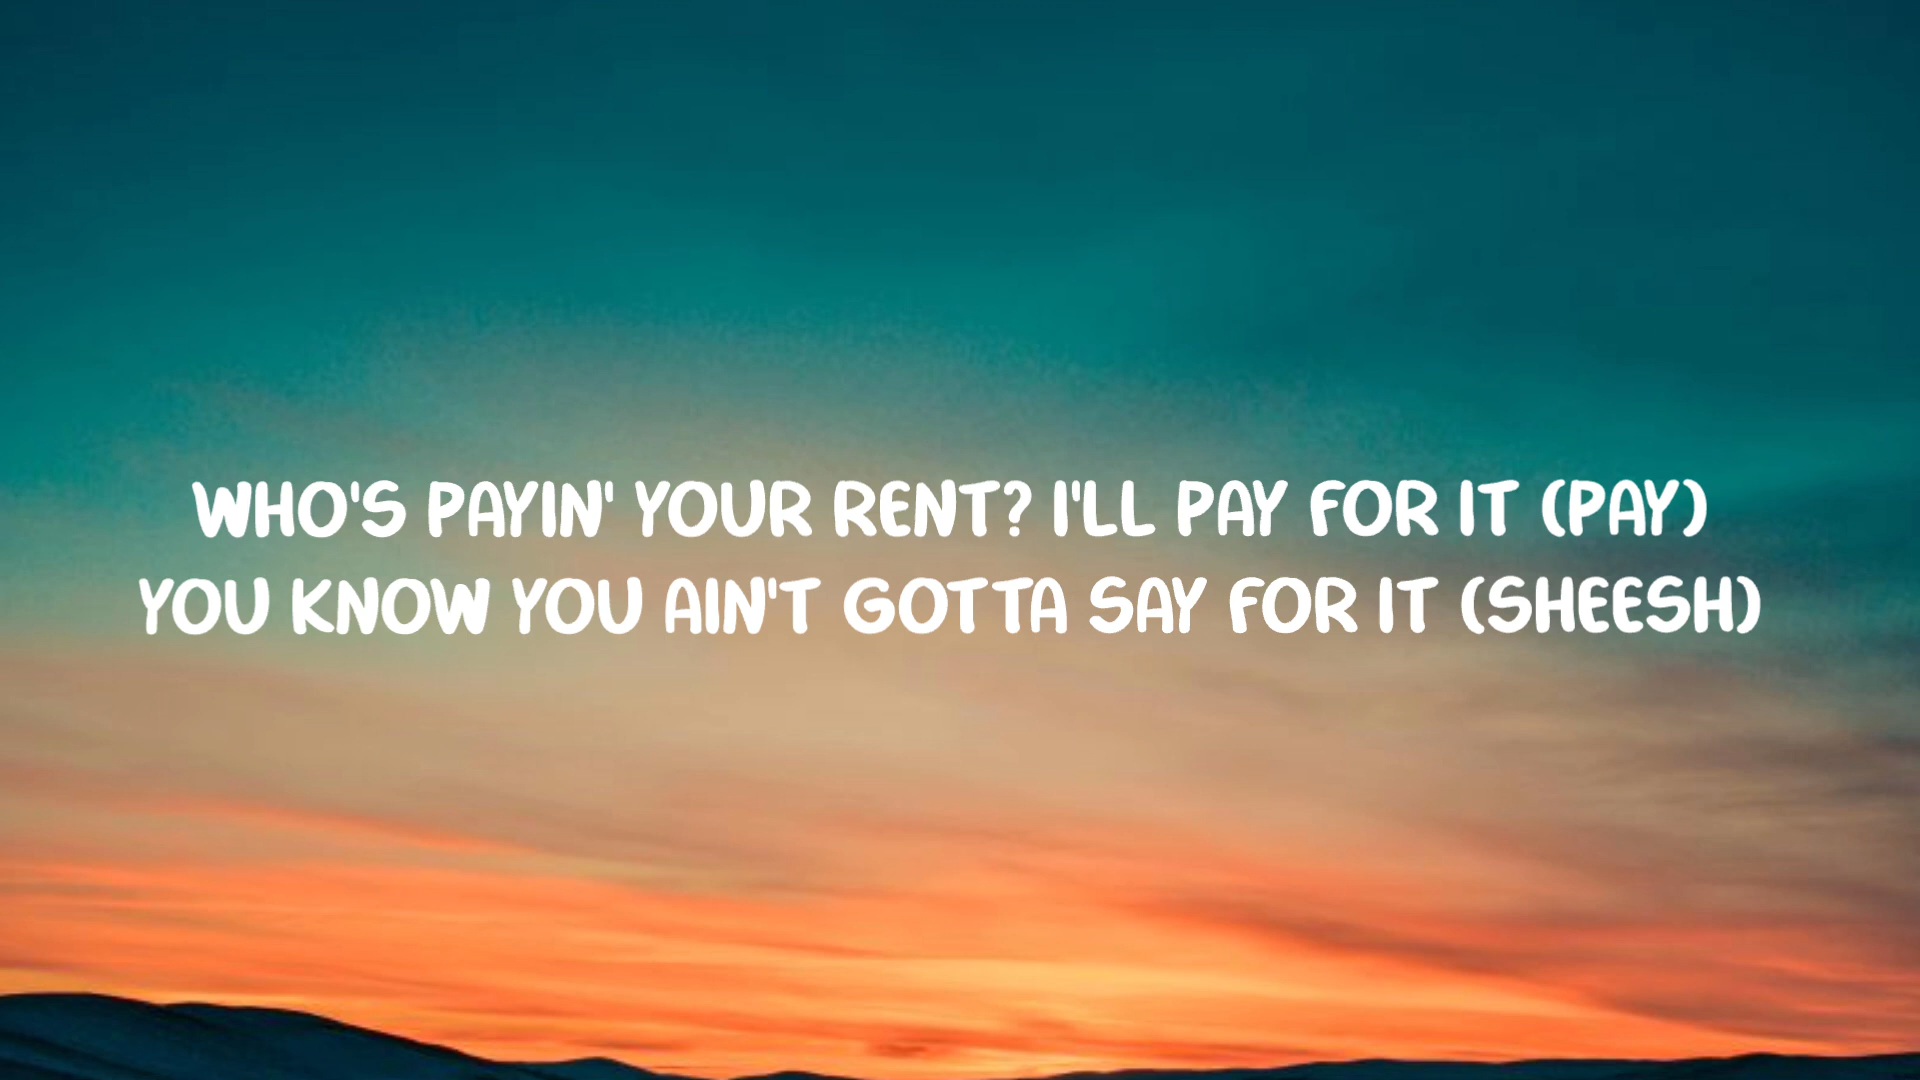 WHO'S PAYIN' YOUR RENT? I'LL PAY FOR IT (PAY)
YOU KNOW YOU AIN'T GOTTA SAY FOR IT (SHEESH)